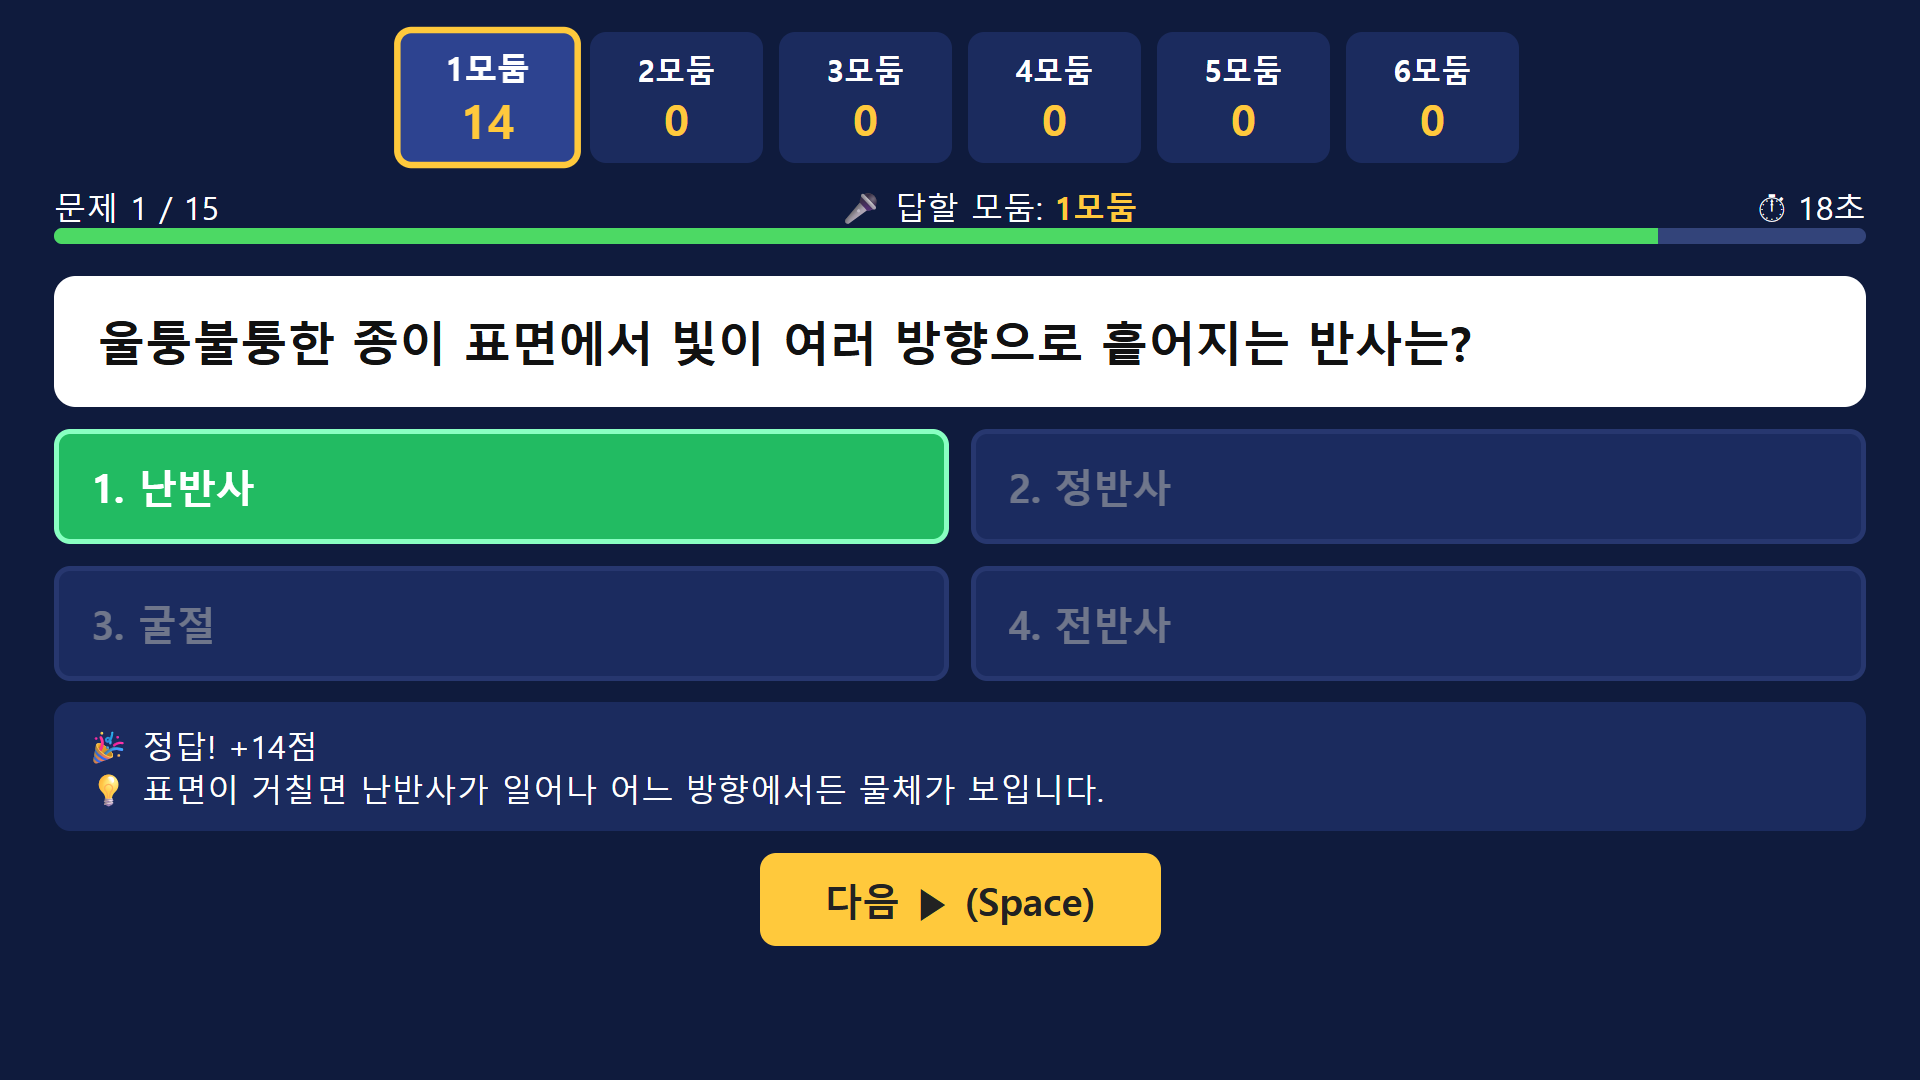 1모둠 2모둠 3모둠 4모둠 5모둠 6모둠
14 0 0 0 0 0
문제 1 / 15 🎤 답할 모둠: 1모둠 ⏱ 18초
울퉁불퉁한 종이 표면에서 빛이 여러 방향으로 흩어지는 반사는?
1. 난반사 2. 정반사
3. 굴절 4. 전반사
🎉 정답! +14점
💡 표면이 거칠면 난반사가 일어나 어느 방향에서든 물체가 보입니다.
다음 ▶ (Space)